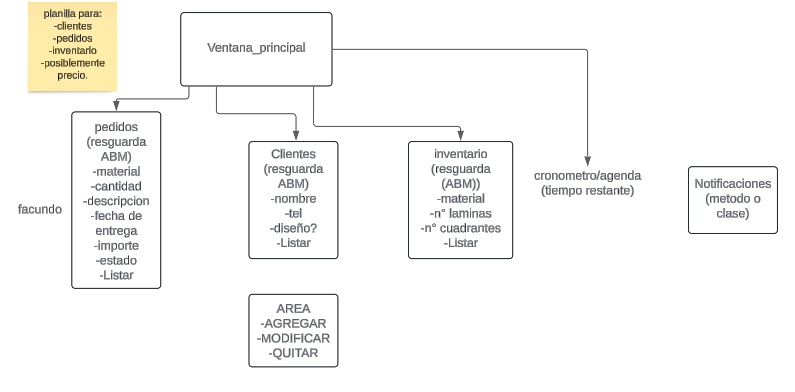 planilla para:
-clientes
-pedidos
-inventario
-posiblemente
precio.
Ventana_principal
pedidos
(resguarda
ABM)
-material
-cantidad
-descripcion
-fecha de
entrega
-importe
-estado
-Listar
facundo
Clientes
(resguarda
ABM)
-nombre
-tel
-diseño?
-Listar
inventario
(resguarda
(ABM))
-material
-n° laminas
-n° cuadrantes
-Listar
cronometro/agenda
(tiempo restante)
Notificaciones
(metodo o
clase)
AREA
-AGREGAR
-MODIFICAR
-QUITAR